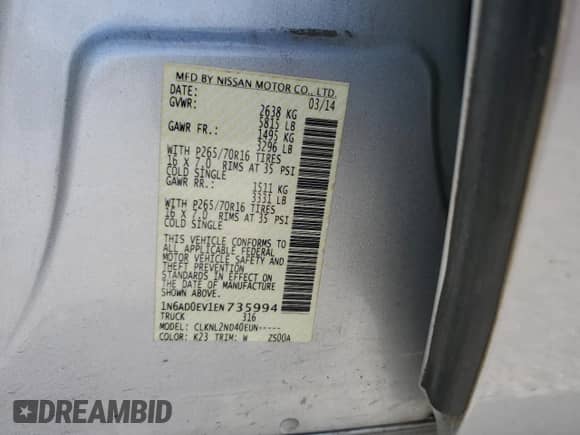 MFD BY NISSAN MOTOR CO., LTD.
DATE: 03/14
GVWR: 2638 KG
5815 LB
GAWR FR.: 1495 KG
3296 LB
WITH P265/70R16 TIRES
16 X 7.0 RIMS AT 35 PSI
COLD SINGLE
GAWR RR.: 1511 KG
3331 LB
WITH P265/70R16 TIRES
16 X 7.0 RIMS AT 35 PSI
COLD SINGLE
THIS VEHICLE CONFORMS TO
ALL APPLICABLE FEDERAL
MOTOR VEHICLE SAFETY AND
THEFT PREVENTION
STANDARDS IN EFFECT ON
THE DATE OF MANUFACTURE
SHOWN ABOVE.
1N6AD0EV1EN735994
TRUCK 316
MODEL: CLKNL2ND40EUN-----
COLOR: K23 TRIM: W ZS00A
DREAMBID